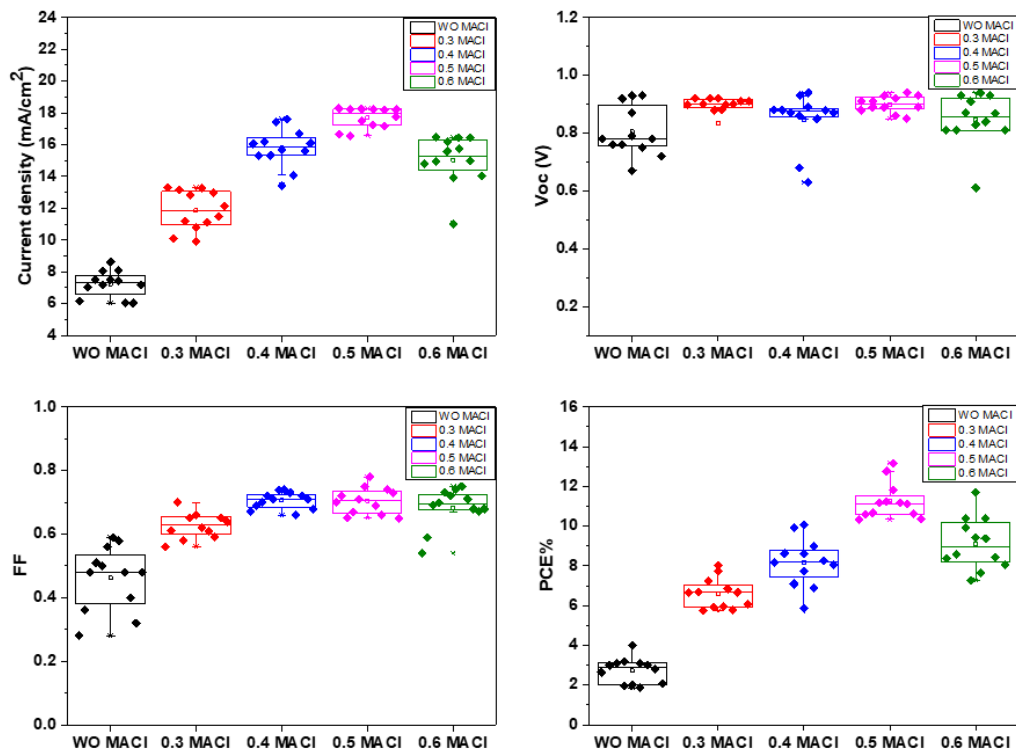 Current density (mA/cm²)
24
22
20
18
16
14
12
10
8
6
4
WO MACl
0.3 MACl
0.4 MACl
0.5 MACl
0.6 MACl
WO MACl 0.3 MACl 0.4 MACl 0.5 MACl 0.6 MACl
Voc (V)
1.2
1.0
0.8
0.6
0.4
0.2
WO MACl
0.3 MACl
0.4 MACl
0.5 MACl
0.6 MACl
WO MACl 0.3 MACl 0.4 MACl 0.5 MACl 0.6 MACl
FF
1.0
0.8
0.6
0.4
0.2
0.0
WO MACl
0.3 MACl
0.4 MACl
0.5 MACl
0.6 MACl
WO MACl 0.3 MACl 0.4 MACl 0.5 MACl 0.6 MACl
PCE%
16
14
12
10
8
6
4
2
0
WO MACl
0.3 MACl
0.4 MACl
0.5 MACl
0.6 MACl
WO MACl 0.3 MACl 0.4 MACl 0.5 MACl 0.6 MACl